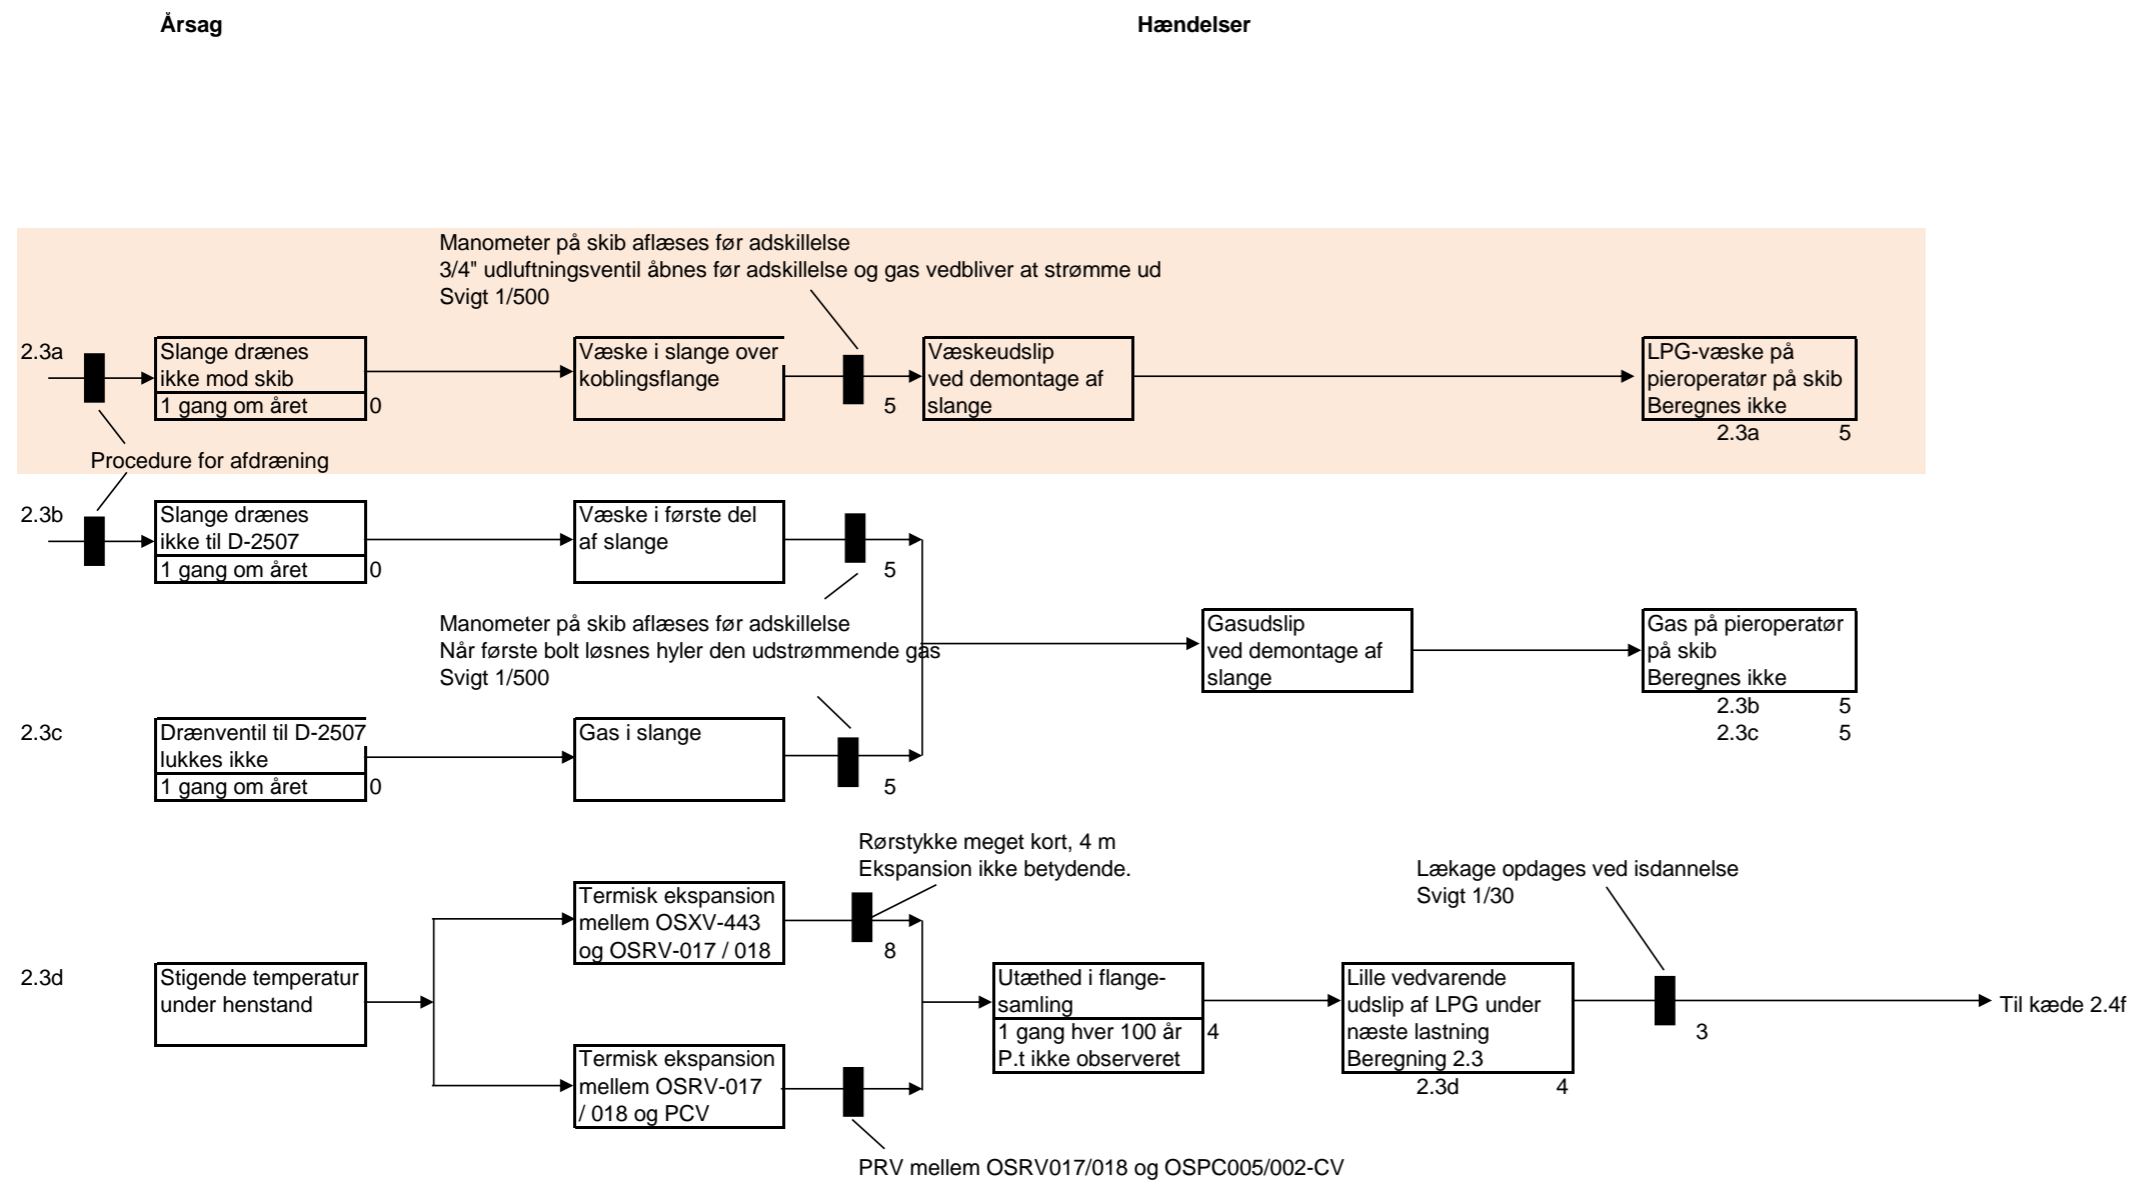 Årsag
Hændelser
Manometer på skib aflæses før adskillelse
3/4" udluftningsventil åbnes før adskillelse og gas vedbliver at strømme ud
Svigt 1/500
2.3a
Slange drænes
ikke mod skib
1 gang om året
0
Væske i slange over
koblingsflange
5
Væskeudslip
ved demontage af
slange
LPG-væske på
pieroperatør på skib
Beregnes ikke
2.3a 5
Procedure for afdræning
2.3b
Slange drænes
ikke til D-2507
1 gang om året
0
Væske i første del
af slange
5
Manometer på skib aflæses før adskillelse
Når første bolt løsnes hyler den udstrømmende gas
Svigt 1/500
Gasudslip
ved demontage af
slange
Gas på pieroperatør
på skib
Beregnes ikke
2.3b 5
2.3c 5
2.3c
Drænventil til D-2507
lukkes ikke
1 gang om året
0
Gas i slange
5
Rørstykke meget kort, 4 m
Ekspansion ikke betydende.
Lækage opdages ved isdannelse
Svigt 1/30
2.3d
Stigende temperatur
under henstand
Termisk ekspansion
mellem OSXV-443
og OSRV-017 / 018
8
Termisk ekspansion
mellem OSRV-017
/ 018 og PCV
Utæthed i flange-
samling
1 gang hver 100 år
P.t ikke observeret
4
Lille vedvarende
udslip af LPG under
næste lastning
Beregning 2.3
2.3d 4
3
Til kæde 2.4f
PRV mellem OSRV017/018 og OSPC005/002-CV